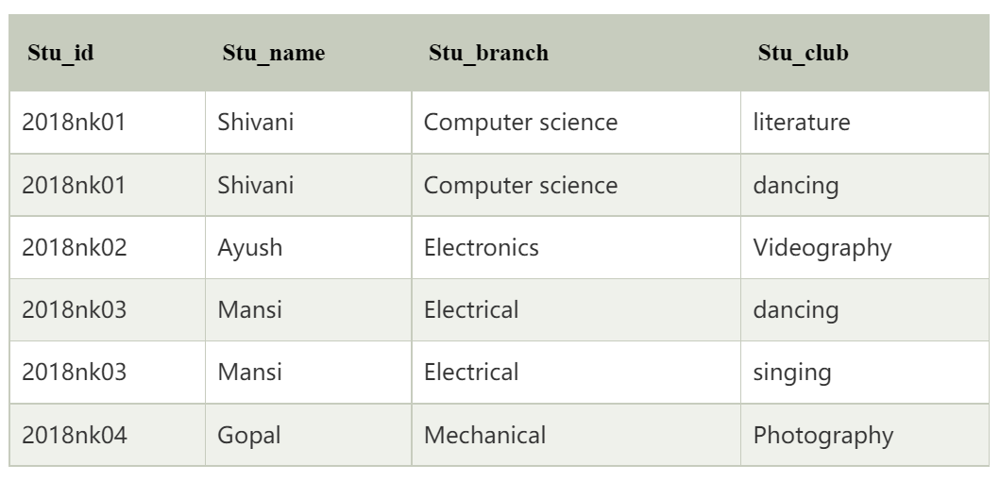 Stu_id Stu_name Stu_branch Stu_club
2018nk01 Shivani Computer science literature
2018nk01 Shivani Computer science dancing
2018nk02 Ayush Electronics Videography
2018nk03 Mansi Electrical dancing
2018nk03 Mansi Electrical singing
2018nk04 Gopal Mechanical Photography